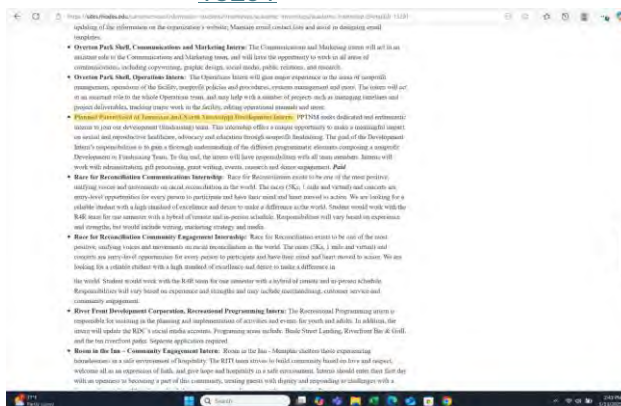 15281
updating of the information on the organization's website; Maintain email contact lists and assist in designing email
templates.
• Overton Park Shell, Communications and Marketing Intern: The Communications and Marketing intern will act in an
assistant role to the Communications and Marketing team, and will have the opportunity to work in all areas of
communications, including copywriting, graphic design, social media, public relations, and research.
• Overton Park Shell, Operations Intern: The Operations Intern will gain major experience in the areas of nonprofit
management, operations of the facility, nonprofit policies and procedures, systems management and more. The intern will act
in an assistant role to the whole Operations team, and may help with a number of projects such as managing timelines and
project deliverables, tracking work in the facility, editing operational manuals and more.
• Planned Parenthood of Tennessee and North Mississippi Development Intern: PPTNM seeks dedicated and enthusiastic
interns to join our development (fundraising) team. This internship offers a unique opportunity to make a meaningful impact
on sexual and reproductive healthcare, advocacy and education through nonprofit fundraising. The goal of the Development
Intern's responsibilities is to gain a thorough understanding of the different programmatic elements composing a nonprofit
Development or Fundraising Team. To this end, the intern will have responsibilities with all team members. Interns will
work with administration, gift processing, grant writing, events, research and donor engagement. Paid
• Race for Reconciliation Communications Internship: Race for Reconciliation exists to be one of the most positive,
unifying voices and movements on racial reconciliation in the world. The races (5Ks, 1 mile and virtual) and concerts are
entry-level opportunities for every person to participate and have their mind and heart moved to action. We are looking for a
reliable student with a high standard of excellence and desire to make a difference in the world. Student would work with the
R4R team for one semester with a hybrid of remote and in-person schedule. Responsibilities will vary based on experience
and strengths, but would include writing, marketing strategy and media.
• Race for Reconciliation Community Engagement Internship: Race for Reconciliation exists to be one of the most
positive, unifying voices and movements on racial reconciliation in the world. The races (5Ks, 1 mile and virtual) and
concerts are entry-level opportunities for every person to participate and have their mind and heart moved to action. We are
looking for a reliable student with a high standard of excellence and desire to make a difference in
the world. Student would work with the R4R team for one semester with a hybrid of remote and in-person schedule.
Responsibilities will vary based on experience and strengths and may include merchandising, customer service and
community engagement.
• River Front Development Corporation, Recreational Programming Intern: The Recreational Programming intern is
responsible for assisting in the planning and implementation of activities and events for youth and adults. In addition, the
intern will update the RDC's social media accounts. Programming areas include: Beale Street Landing, Riverfront Bar & Grill,
and the ten riverfront parks. Separate application required.
• Room in the Inn - Community Engagement Intern: Room in the Inn - Memphis shelters those experiencing
homelessness in a safe environment of hospitality. The RITI team strives to build community based on love and respect,
welcome all as an expression of faith, and give hope and hospitality in a safe environment. Interns should enter their first day
with an openness to becoming a part of this community, treating guests with dignity and responding to challenges with a
Search